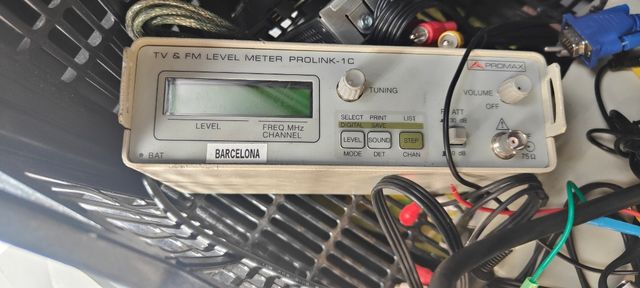 TV & FM LEVEL METER PROLINK-1C
PROMAX
TUNING
VOLUME
OFF
LEVEL
FREQ.MHz
CHANNEL
SELECT PRINT LIST
DIGITAL SAVE
LEVEL SOUND STEP
MODE DET CHAN
ATT
BAT
BARCELONA
75Ω